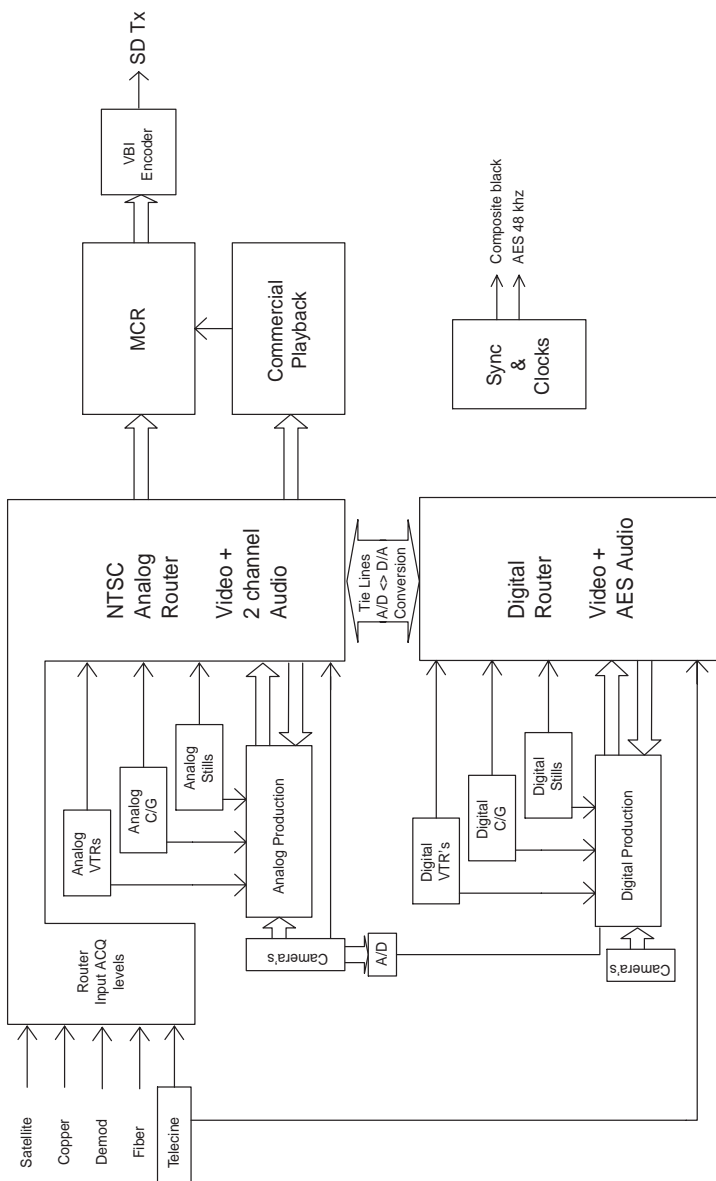 Satellite
Copper
Demod
Fiber
Telecine
Router
Input ACQ
levels
Analog
VTRs
Analog
C/G
Analog
Stills
Analog Production
Camera's
A/D
NTSC
Analog
Router
Video +
2 channel
Audio
MCR
Commercial
Playback
VBI
Encoder
SD Tx
Tie Lines
A/D <> D/A
Conversion
Digital
VTR's
Digital
C/G
Digital
Stills
Digital Production
Camera's
Digital
Router
Video +
AES Audio
Sync
&
Clocks
Composite black
AES 48 khz